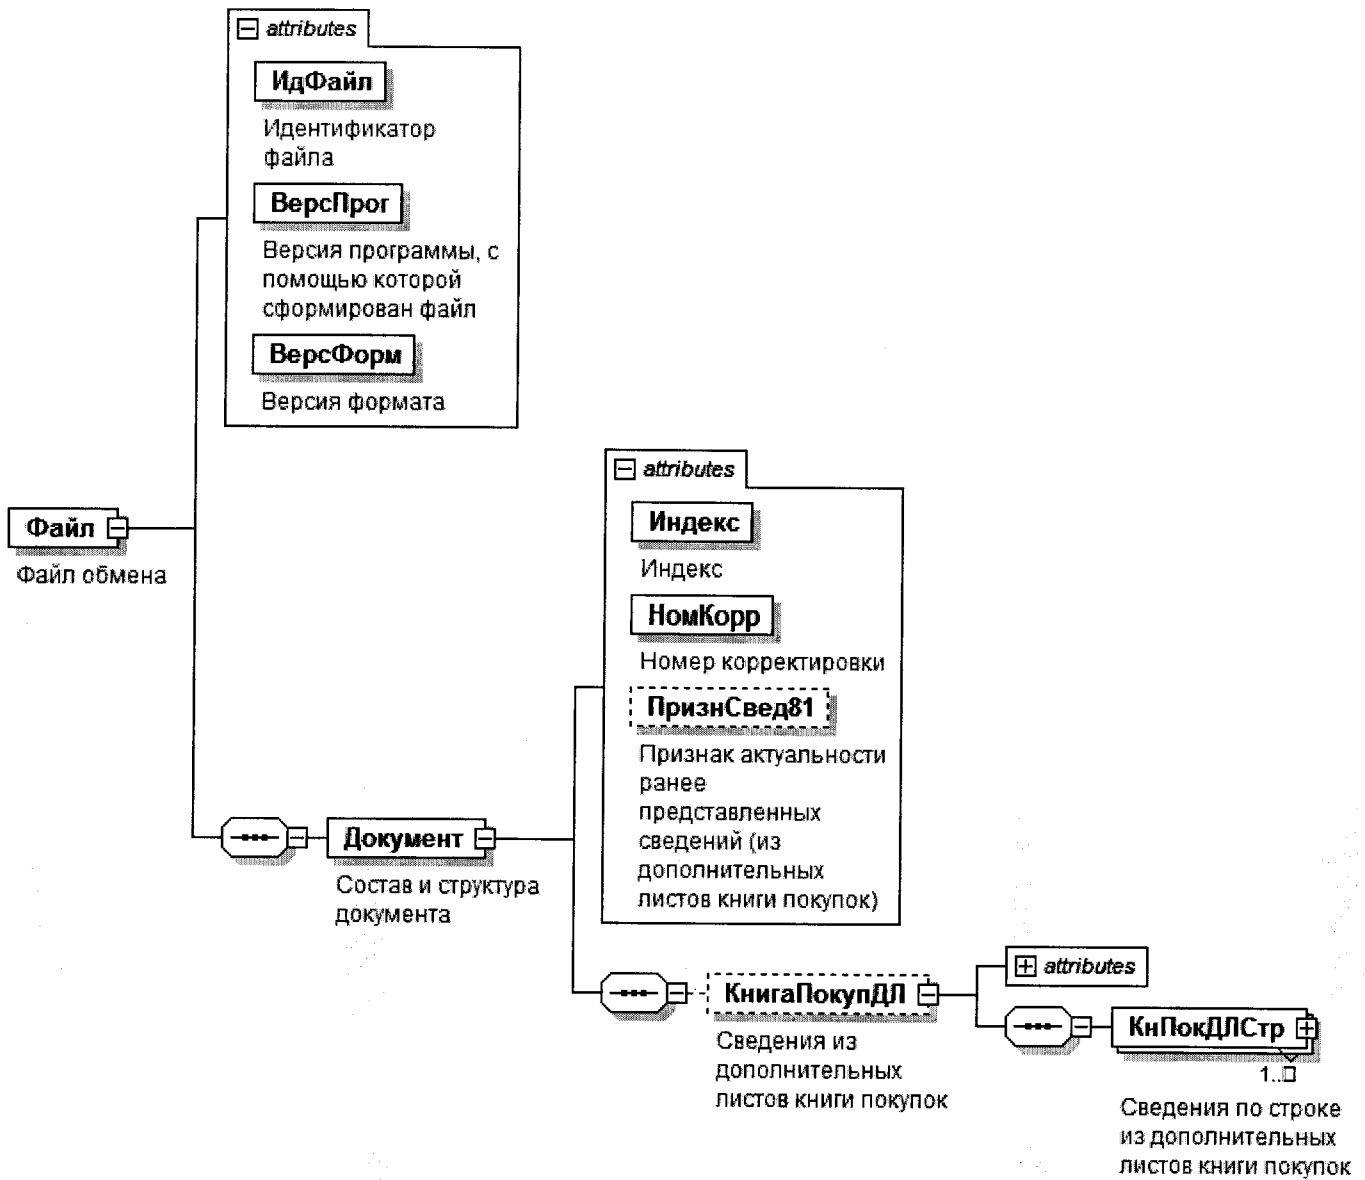 attributes
ИдФайл
Идентификатор
файла
ВерсПрог
Версия программы, с
помощью которой
сформирован файл
ВерсФорм
Версия формата
Файл
Файл обмена
attributes
Индекс
Индекс
НомКорр
Номер корректировки
ПризнСвед81
Признак актуальности
ранее
представленных
сведений (из
дополнительных
листов книги покупок)
Документ
Состав и структура
документа
КнигаПокупДЛ
Сведения из
дополнительных
листов книги покупок
attributes
КнПокДЛСтр
1..□
Сведения по строке
из дополнительных
листов книги покупок